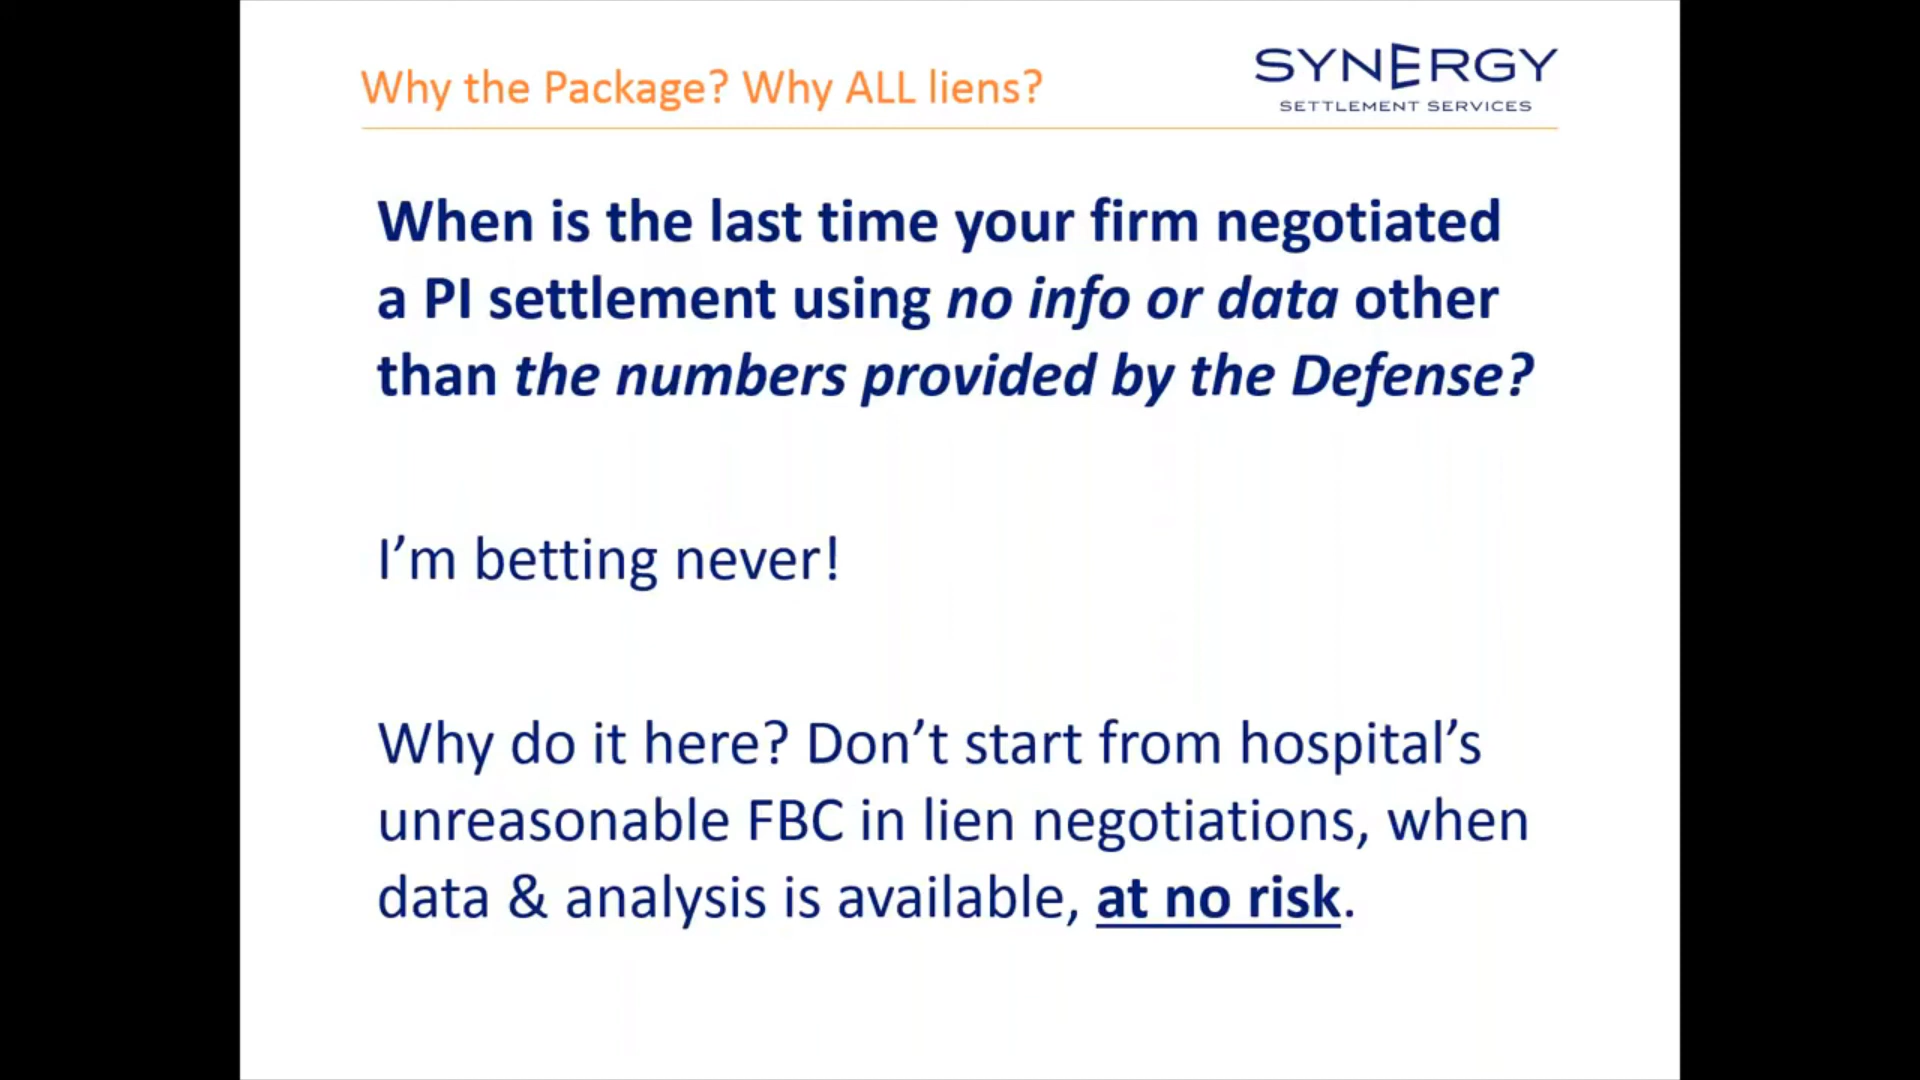 Why the Package? Why ALL liens?
SYNERGY
SETTLEMENT SERVICES
When is the last time your firm negotiated
a PI settlement using no info or data other
than the numbers provided by the Defense?
I’m betting never!
Why do it here? Don’t start from hospital’s
unreasonable FBC in lien negotiations, when
data & analysis is available, at no risk.